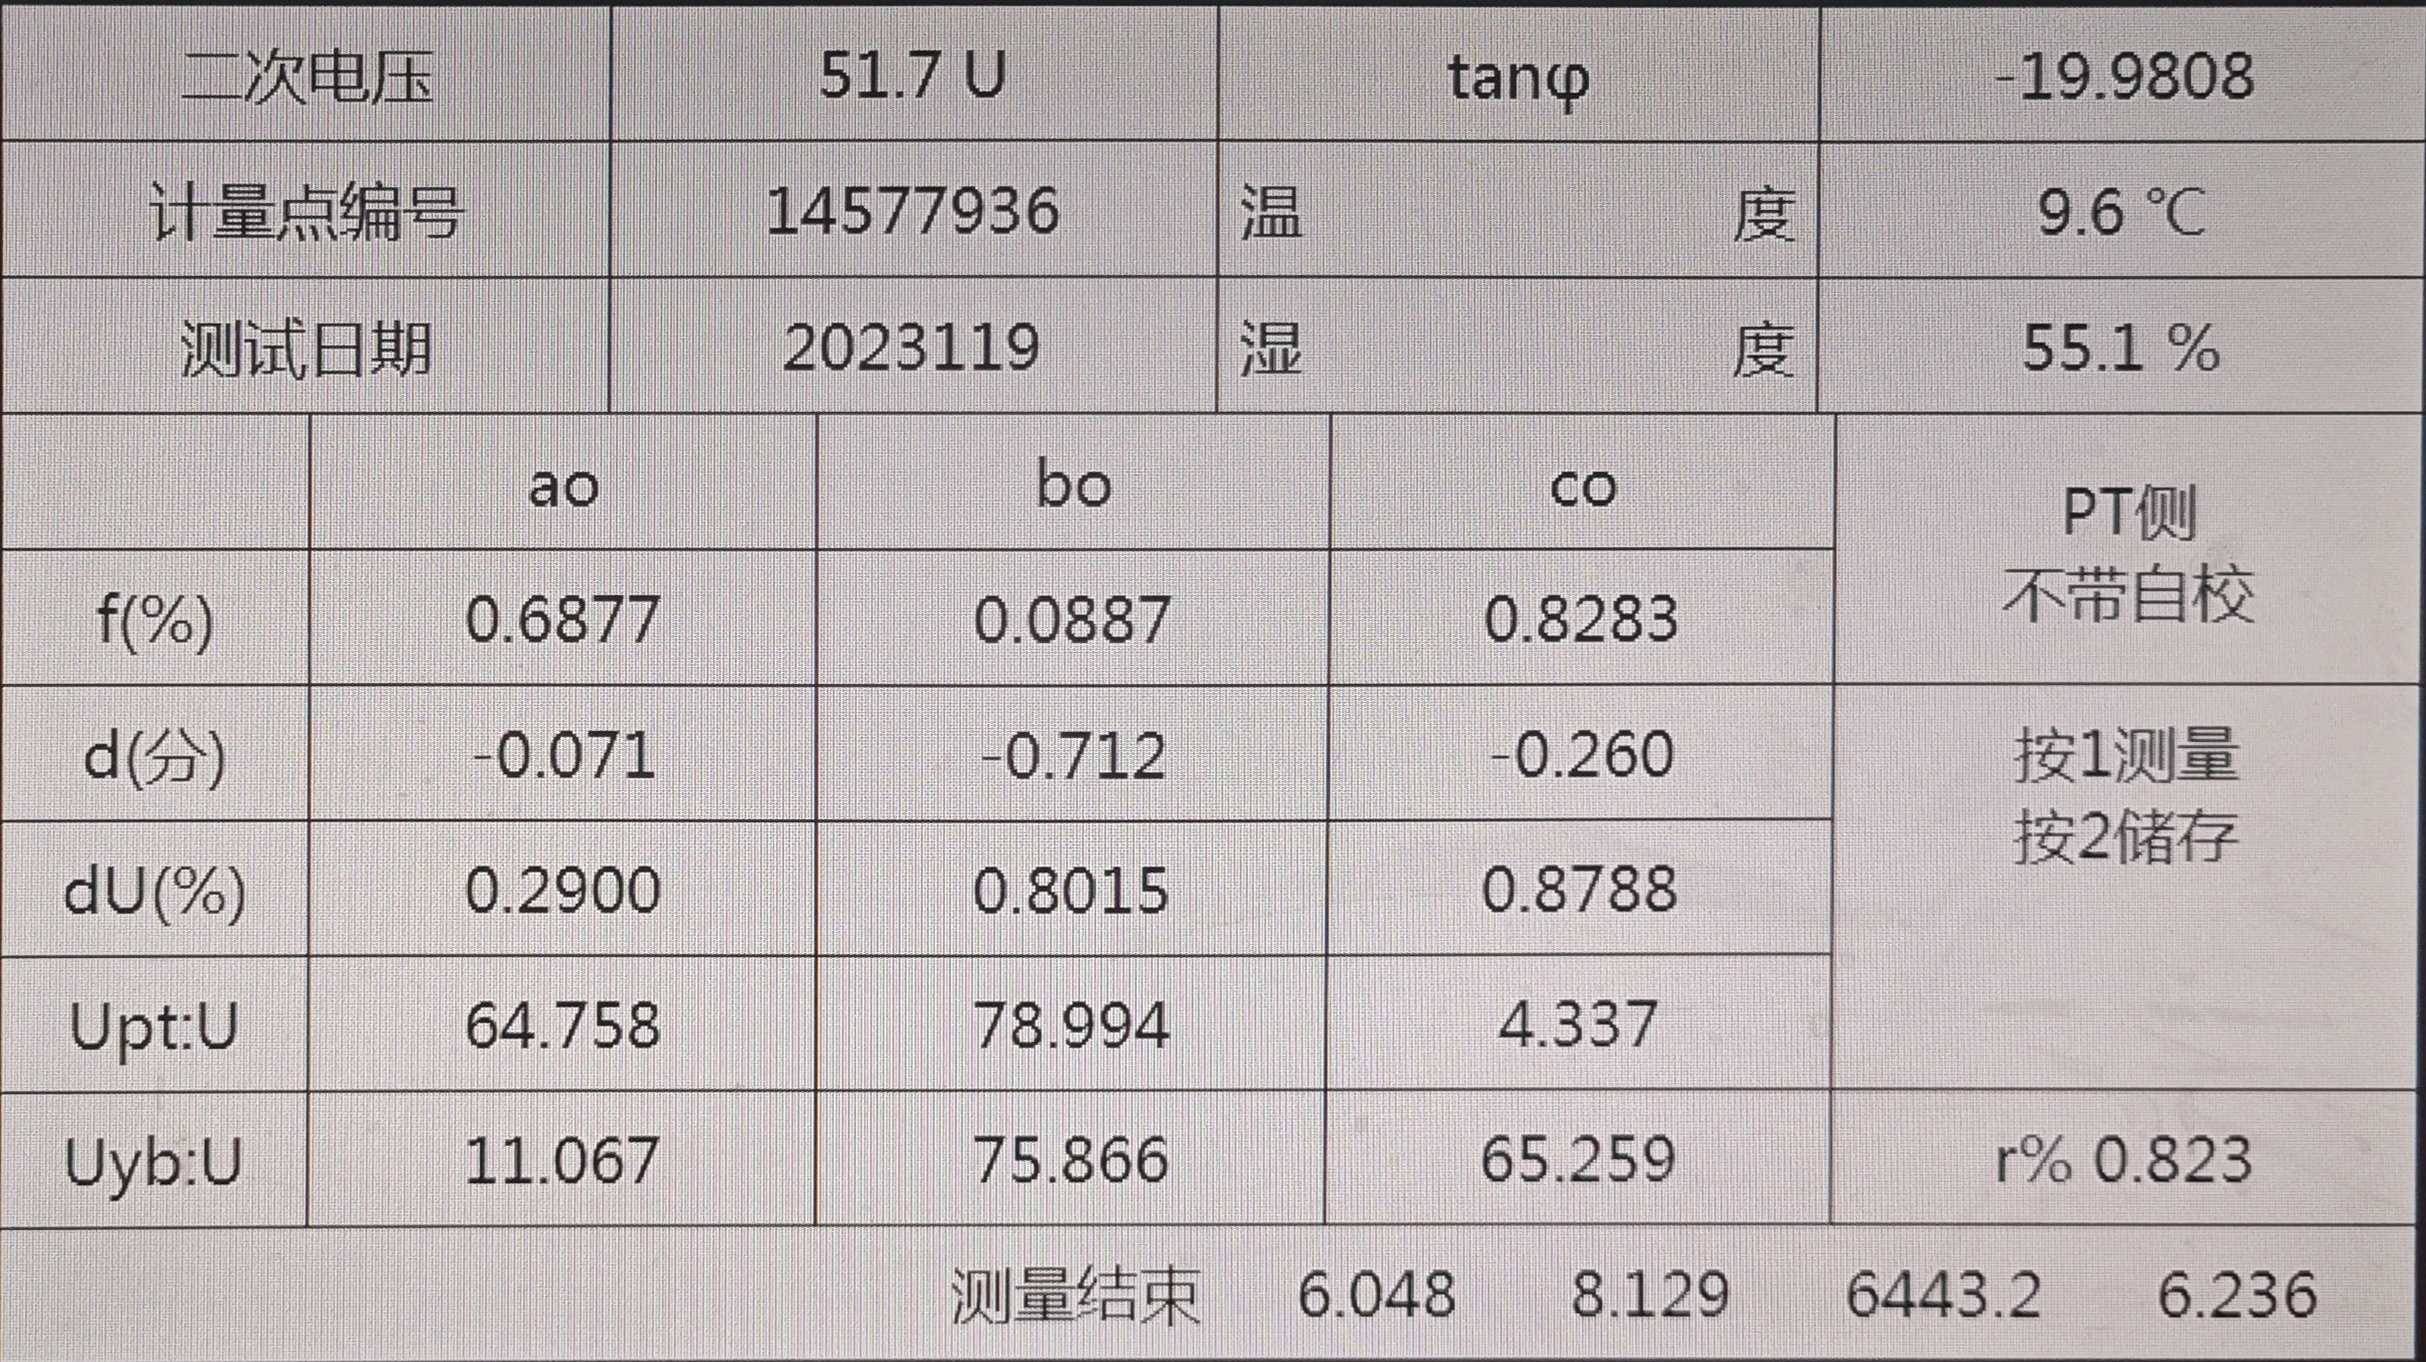 二次电压 51.7 U tanφ -19.9808
计量点编号 14577936 温 度 9.6 ℃
测试日期 2023119 湿 度 55.1 %
ao bo co PT侧
不带自校
f(%) 0.6877 0.0887 0.8283
d(分) -0.071 -0.712 -0.260 按1测量
按2储存
dU(%) 0.2900 0.8015 0.8788
Upt:U 64.758 78.994 4.337
Uyb:U 11.067 75.866 65.259 r% 0.823
测量结束 6.048 8.129 6443.2 6.236